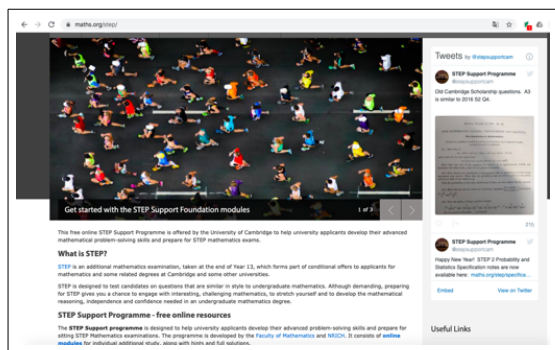 maths.org/step/
Get started with the STEP Support Foundation modules
1 of 3
This free online STEP Support Programme is offered by the University of Cambridge to help university applicants develop their advanced
mathematical problem-solving skills and prepare for STEP mathematics exams.
What is STEP?
STEP is an additional mathematics examination, taken at the end of Year 13, which forms part of conditional offers to applicants for
mathematics and some related degrees at Cambridge and some other universities.
STEP is designed to test candidates on questions that are similar in style to undergraduate mathematics. Although demanding, preparing
for STEP gives you a chance to engage with interesting, challenging mathematics, to stretch yourself and to develop the mathematical
reasoning, independence and confidence needed in an undergraduate mathematics degree.
STEP Support Programme - free online resources
The STEP Support programme is designed to help university applicants develop their advanced problem-solving skills and prepare for
sitting STEP Mathematics examinations. The programme is developed by the Faculty of Mathematics and NRICH. It consists of online
modules for individual additional study, along with hints and full solutions.
Tweets by @stepsupportcam
STEP Support Programme
@stepsupportcam
Old Cambridge Scholarship questions. A3
is similar to 2016 S2 Q4.
STEP Support Programme
@stepsupportcam
Happy New Year! STEP 2 Probability and
Statistics Specification notes are now
available here: maths.org/step/specifica...
Embed
View on Twitter
Useful Links